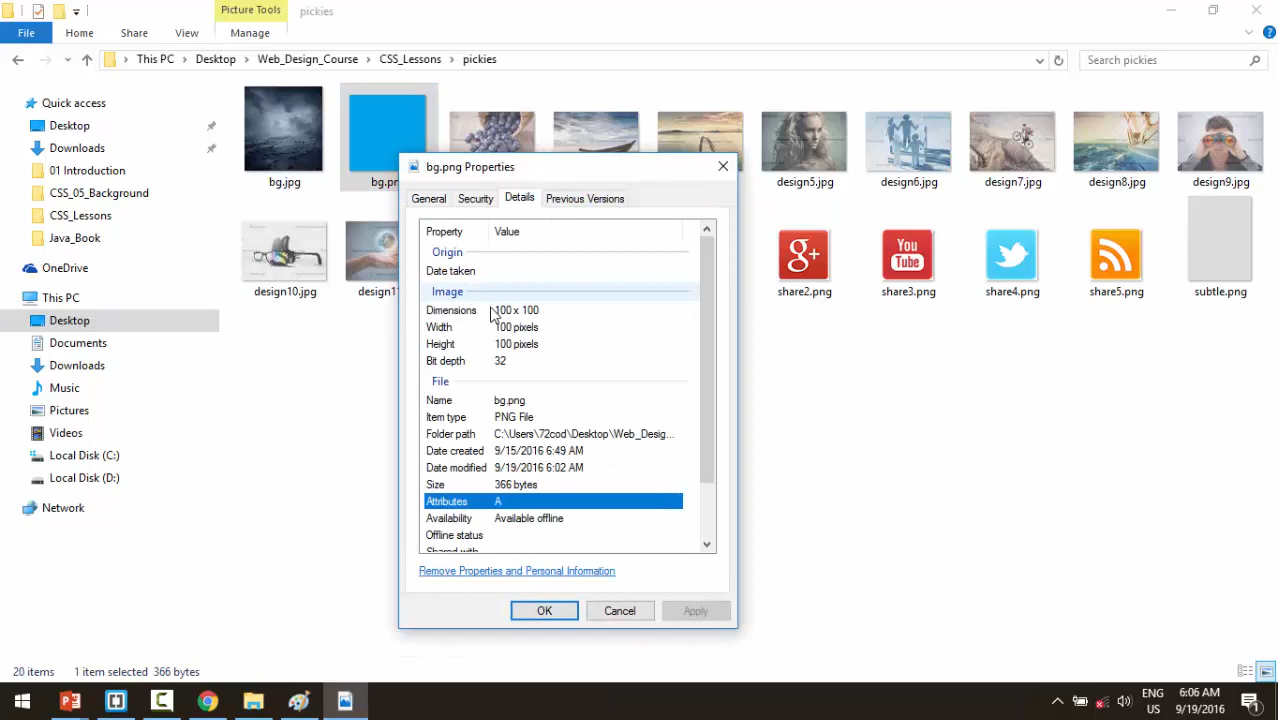 Picture Tools
pickies
File
Home
Share
View
Manage
This PC
Desktop
Web_Design_Course
CSS_Lessons
pickies
Search pickies
Quick access
Desktop
Downloads
01 Introduction
CSS_05_Background
CSS_Lessons
Java_Book
OneDrive
This PC
Desktop
Documents
Downloads
Music
Pictures
Videos
Local Disk (C:)
Local Disk (D:)
Network
bg.jpg
design5.jpg
design6.jpg
design7.jpg
design8.jpg
design9.jpg
design10.jpg
g+
You
Tube
share2.png
share3.png
share4.png
share5.png
subtle.png
bg.png Properties
General
Security
Details
Previous Versions
Property Value
Origin
Date taken
Image
Dimensions 100 x 100
Width 100 pixels
Height 100 pixels
Bit depth 32
File
Name bg.png
Item type PNG File
Folder path C:\Users\72cod\Desktop\Web_Desig...
Date created 9/15/2016 6:49 AM
Date modified 9/19/2016 6:02 AM
Size 366 bytes
Attributes A
Availability Available offline
Offline status
Shared with
Remove Properties and Personal Information
OK
Cancel
Apply
20 items
1 item selected 366 bytes
ENG
US
6:06 AM
9/19/2016
1